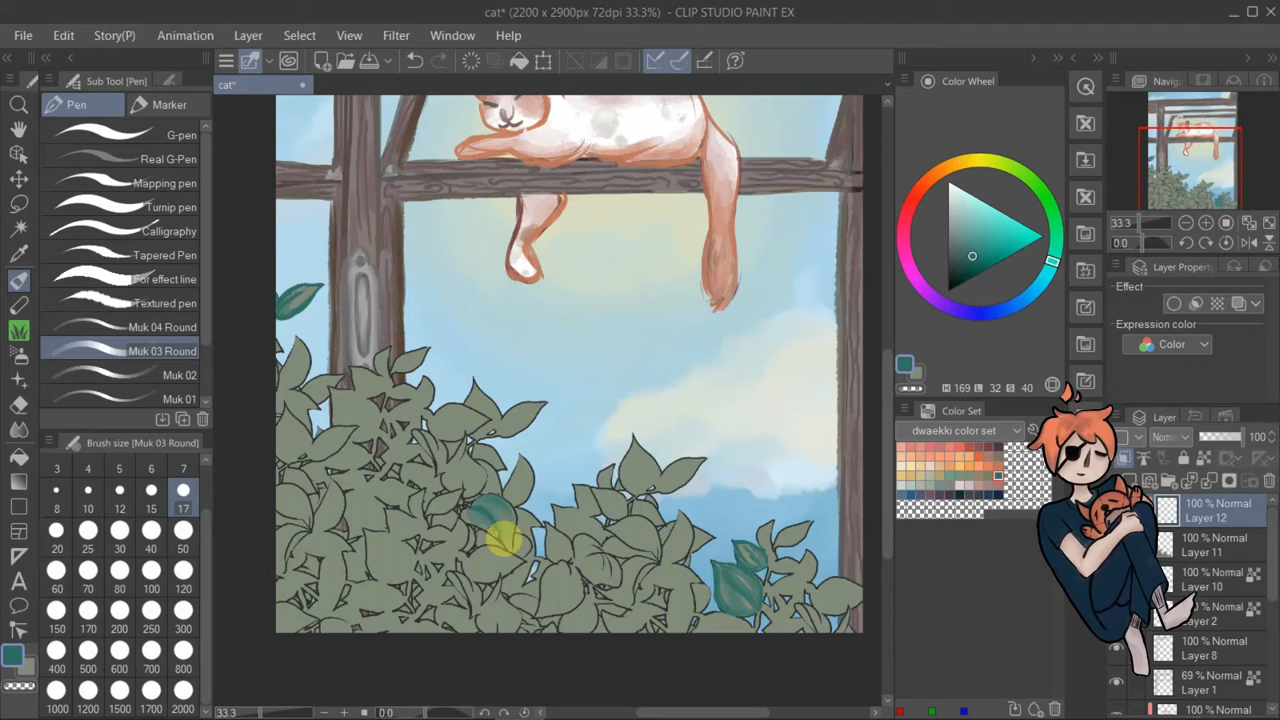 cat* (2200 x 2900px 72dpi 33.3%) - CLIP STUDIO PAINT EX
File Edit Story(P) Animation Layer Select View Filter Window Help
Sub Tool [Pen]
cat*
Color Wheel
Naviga
Pen Marker
G-pen
Real G-Pen
Mapping pen
Turnip pen
Calligraphy
Tapered Pen
For effect line
Textured pen
Muk 04 Round
Muk 03 Round
Muk 02
Muk 01
Brush size [Muk 03 Round]
3 4 5 6 7
8 10 12 15 17
20 25 30 40 50
60 70 80 100 120
150 170 200 250 300
400 500 600 700 800
1000 1200 1500 1700 2000
33.3
0.0
Layer Property
Effect
Expression color
Color
H 169 L 32 S 40
Color Set
dwaekki color set
Layer
Norma 100
100 % Normal
Layer 12
100 % Normal
Layer 11
100 % Normal
Layer 10
% Normal
Layer 2
100 % Normal
Layer 8
69 % Normal
Layer 1
100 % Normal
33.3 0.0